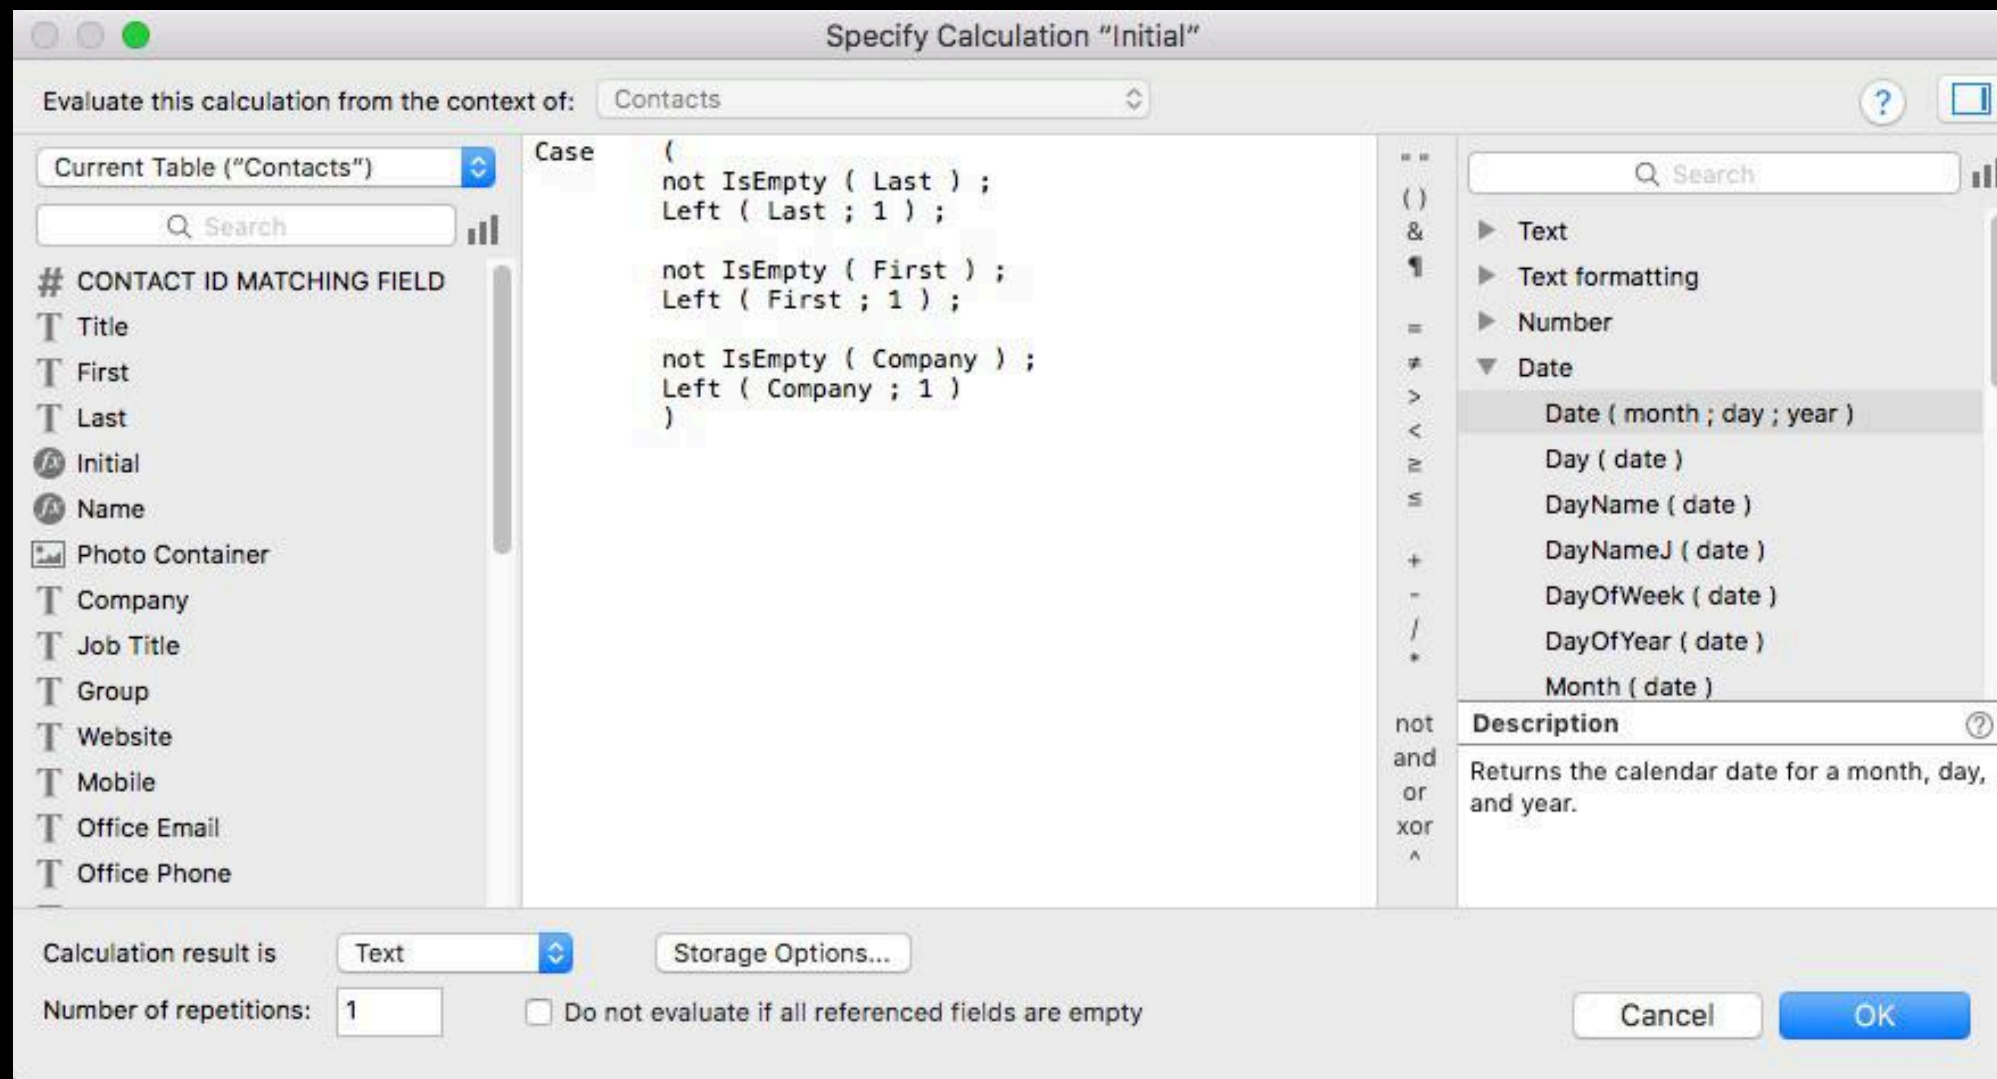 Specify Calculation “Initial”
Evaluate this calculation from the context of: Contacts
?
Current Table (“Contacts”)
Search
# CONTACT ID MATCHING FIELD
T Title
T First
T Last
fx Initial
fx Name
Photo Container
T Company
T Job Title
T Group
T Website
T Mobile
T Office Email
T Office Phone
Case (
not IsEmpty ( Last ) ;
Left ( Last ; 1 ) ;
not IsEmpty ( First ) ;
Left ( First ; 1 ) ;
not IsEmpty ( Company ) ;
Left ( Company ; 1 )
)
" "
( )
&
¶
=
≠
>
<
≥
≤
+
-
/
*
not
and
or
xor
^
Search
Text
Text formatting
Number
Date
Date ( month ; day ; year )
Day ( date )
DayName ( date )
DayNameJ ( date )
DayOfWeek ( date )
DayOfYear ( date )
Month ( date )
Description ?
Returns the calendar date for a month, day,
and year.
Calculation result is Text Storage Options...
Number of repetitions: 1 Do not evaluate if all referenced fields are empty
Cancel OK